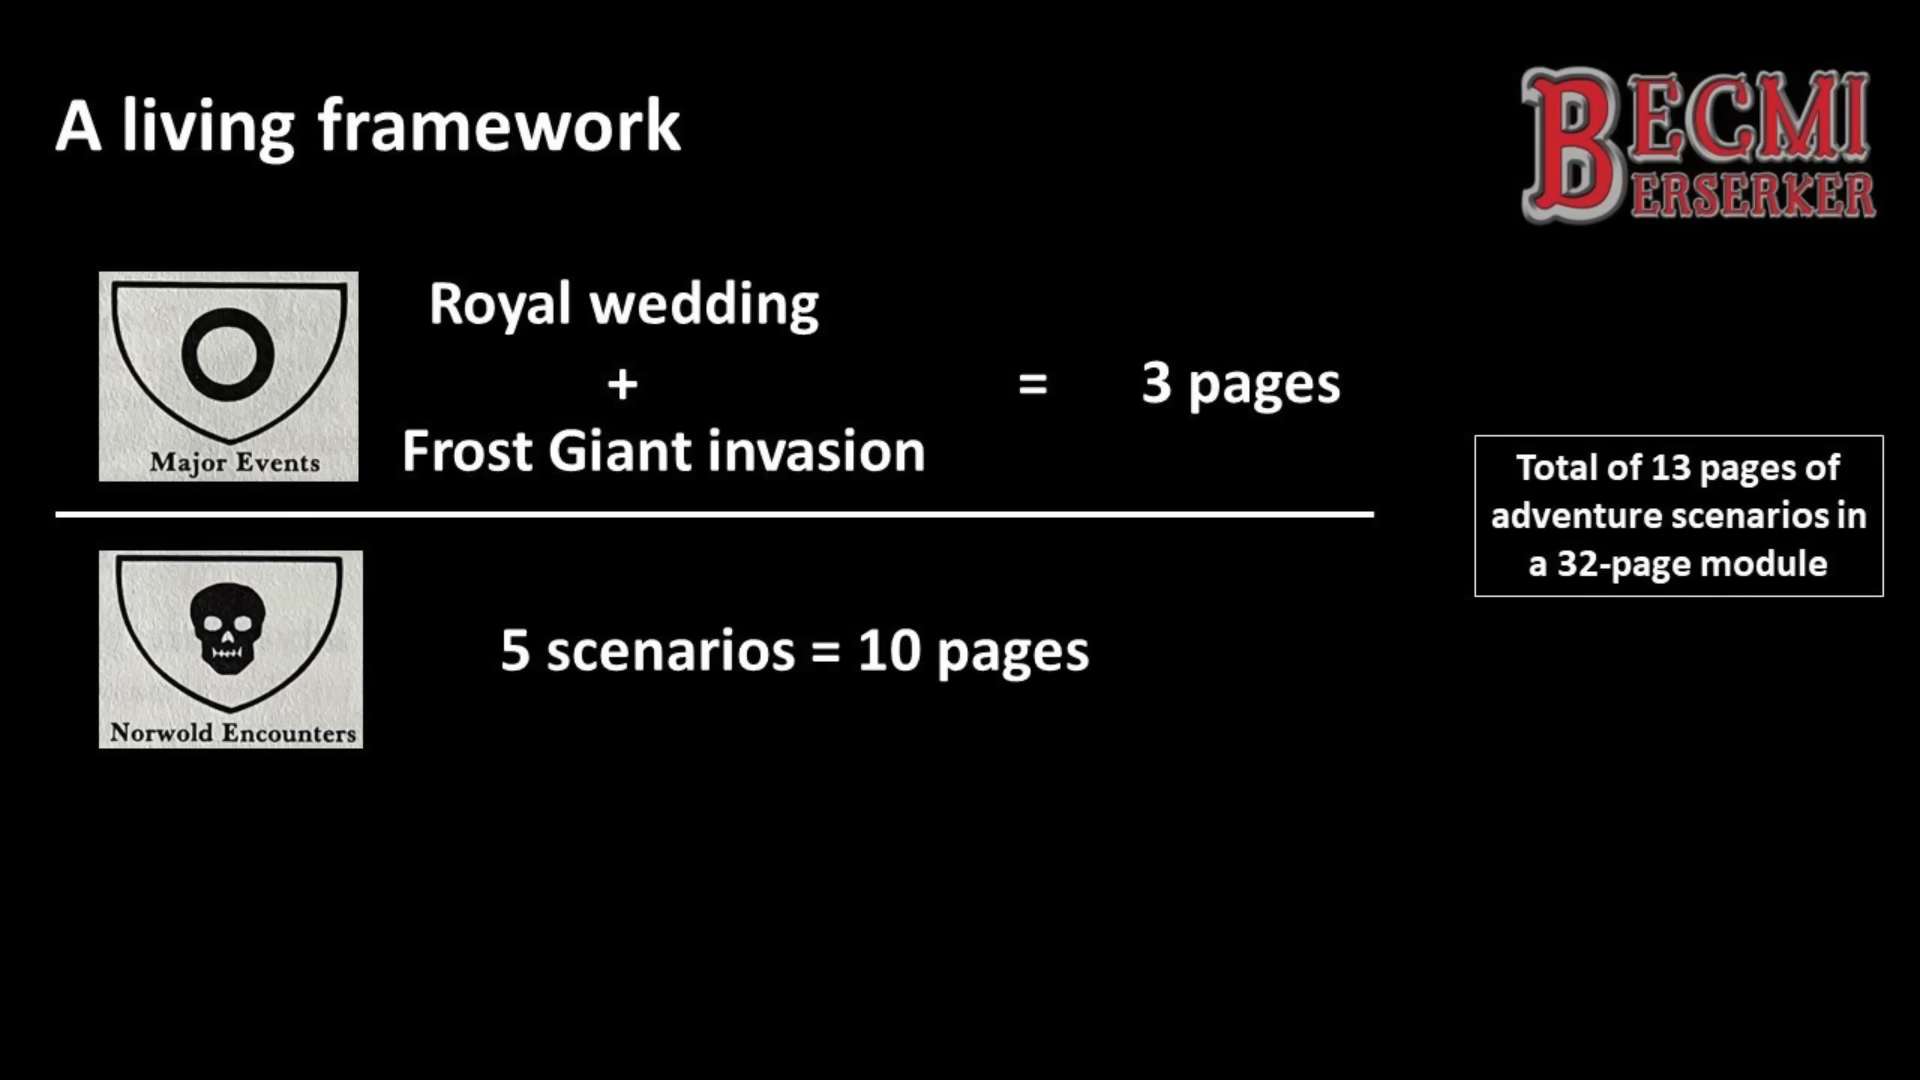 A living framework
BECMI
BERSERKER
Royal wedding
+
= 3 pages
Frost Giant invasion
Major Events
Total of 13 pages of
adventure scenarios in
a 32-page module
5 scenarios = 10 pages
Norwold Encounters